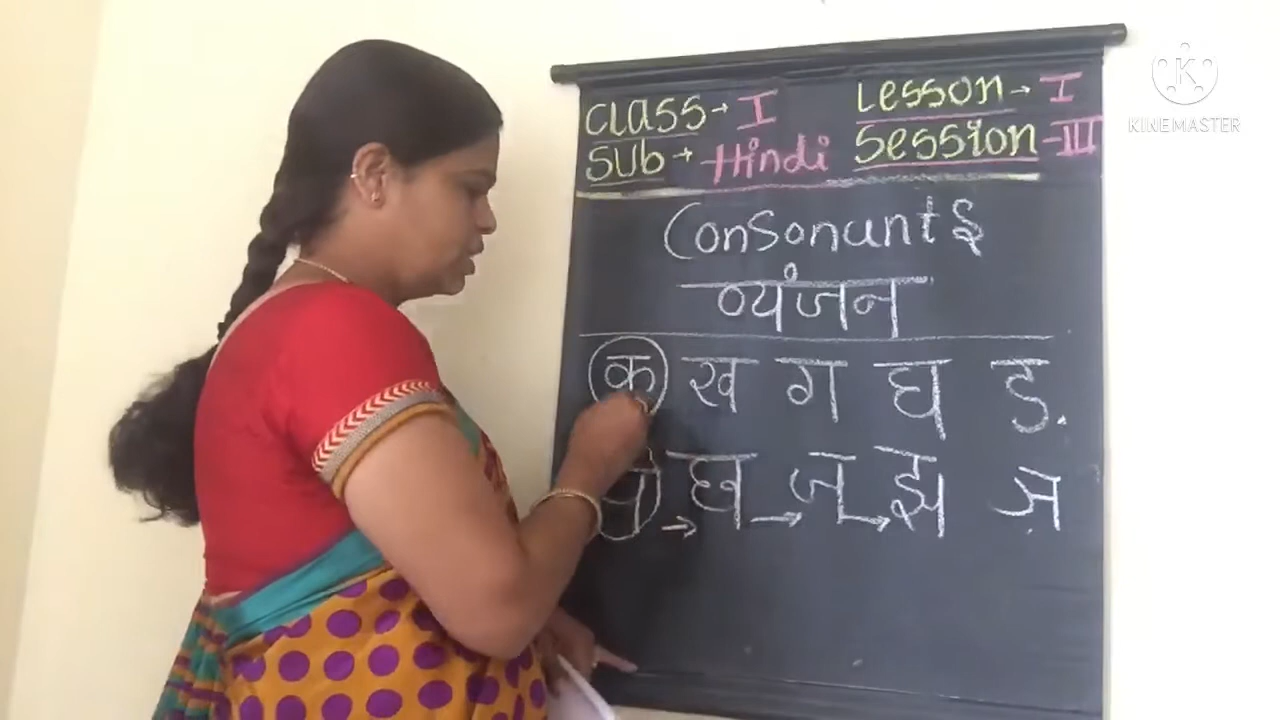 Class → I Lesson → I
Sub → Hindi Session - III
Consonants
व्यंजन
क ख ग घ ङ
च → छ → ज → झ ञ
KINEMASTER